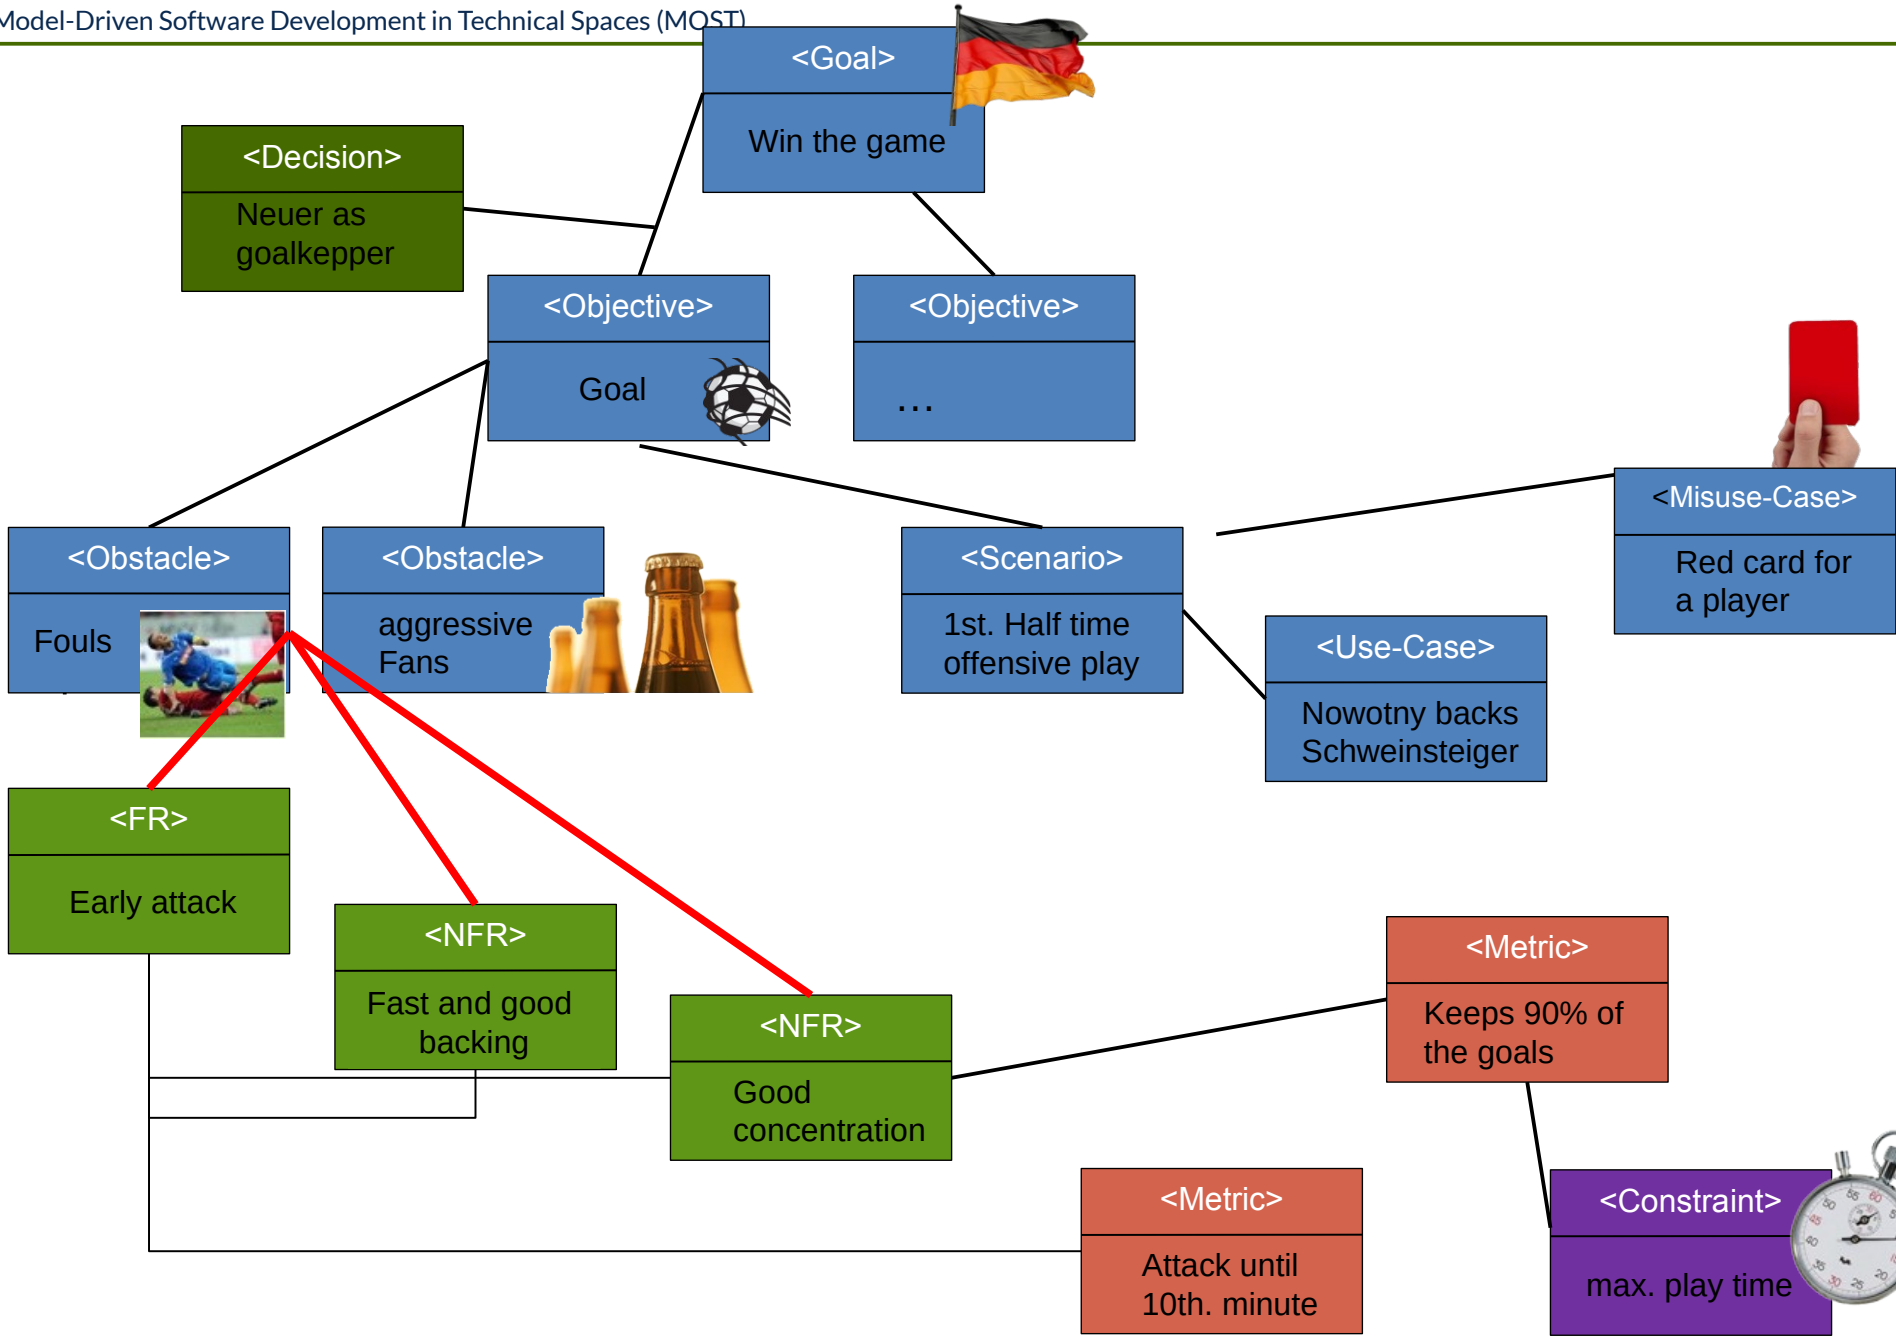 Model-Driven Software Development in Technical Spaces (MOST)
<Goal>
Win the game
<Decision>
Neuer as
goalkepper
<Objective>
Goal
<Objective>
...
<Misuse-Case>
Red card for
a player
<Obstacle>
Fouls
<Obstacle>
aggressive
Fans
<Scenario>
1st. Half time
offensive play
<Use-Case>
Nowotny backs
Schweinsteiger
<FR>
Early attack
<NFR>
Fast and good
backing
<NFR>
Good
concentration
<Metric>
Keeps 90% of
the goals
<Metric>
Attack until
10th. minute
<Constraint>
max. play time